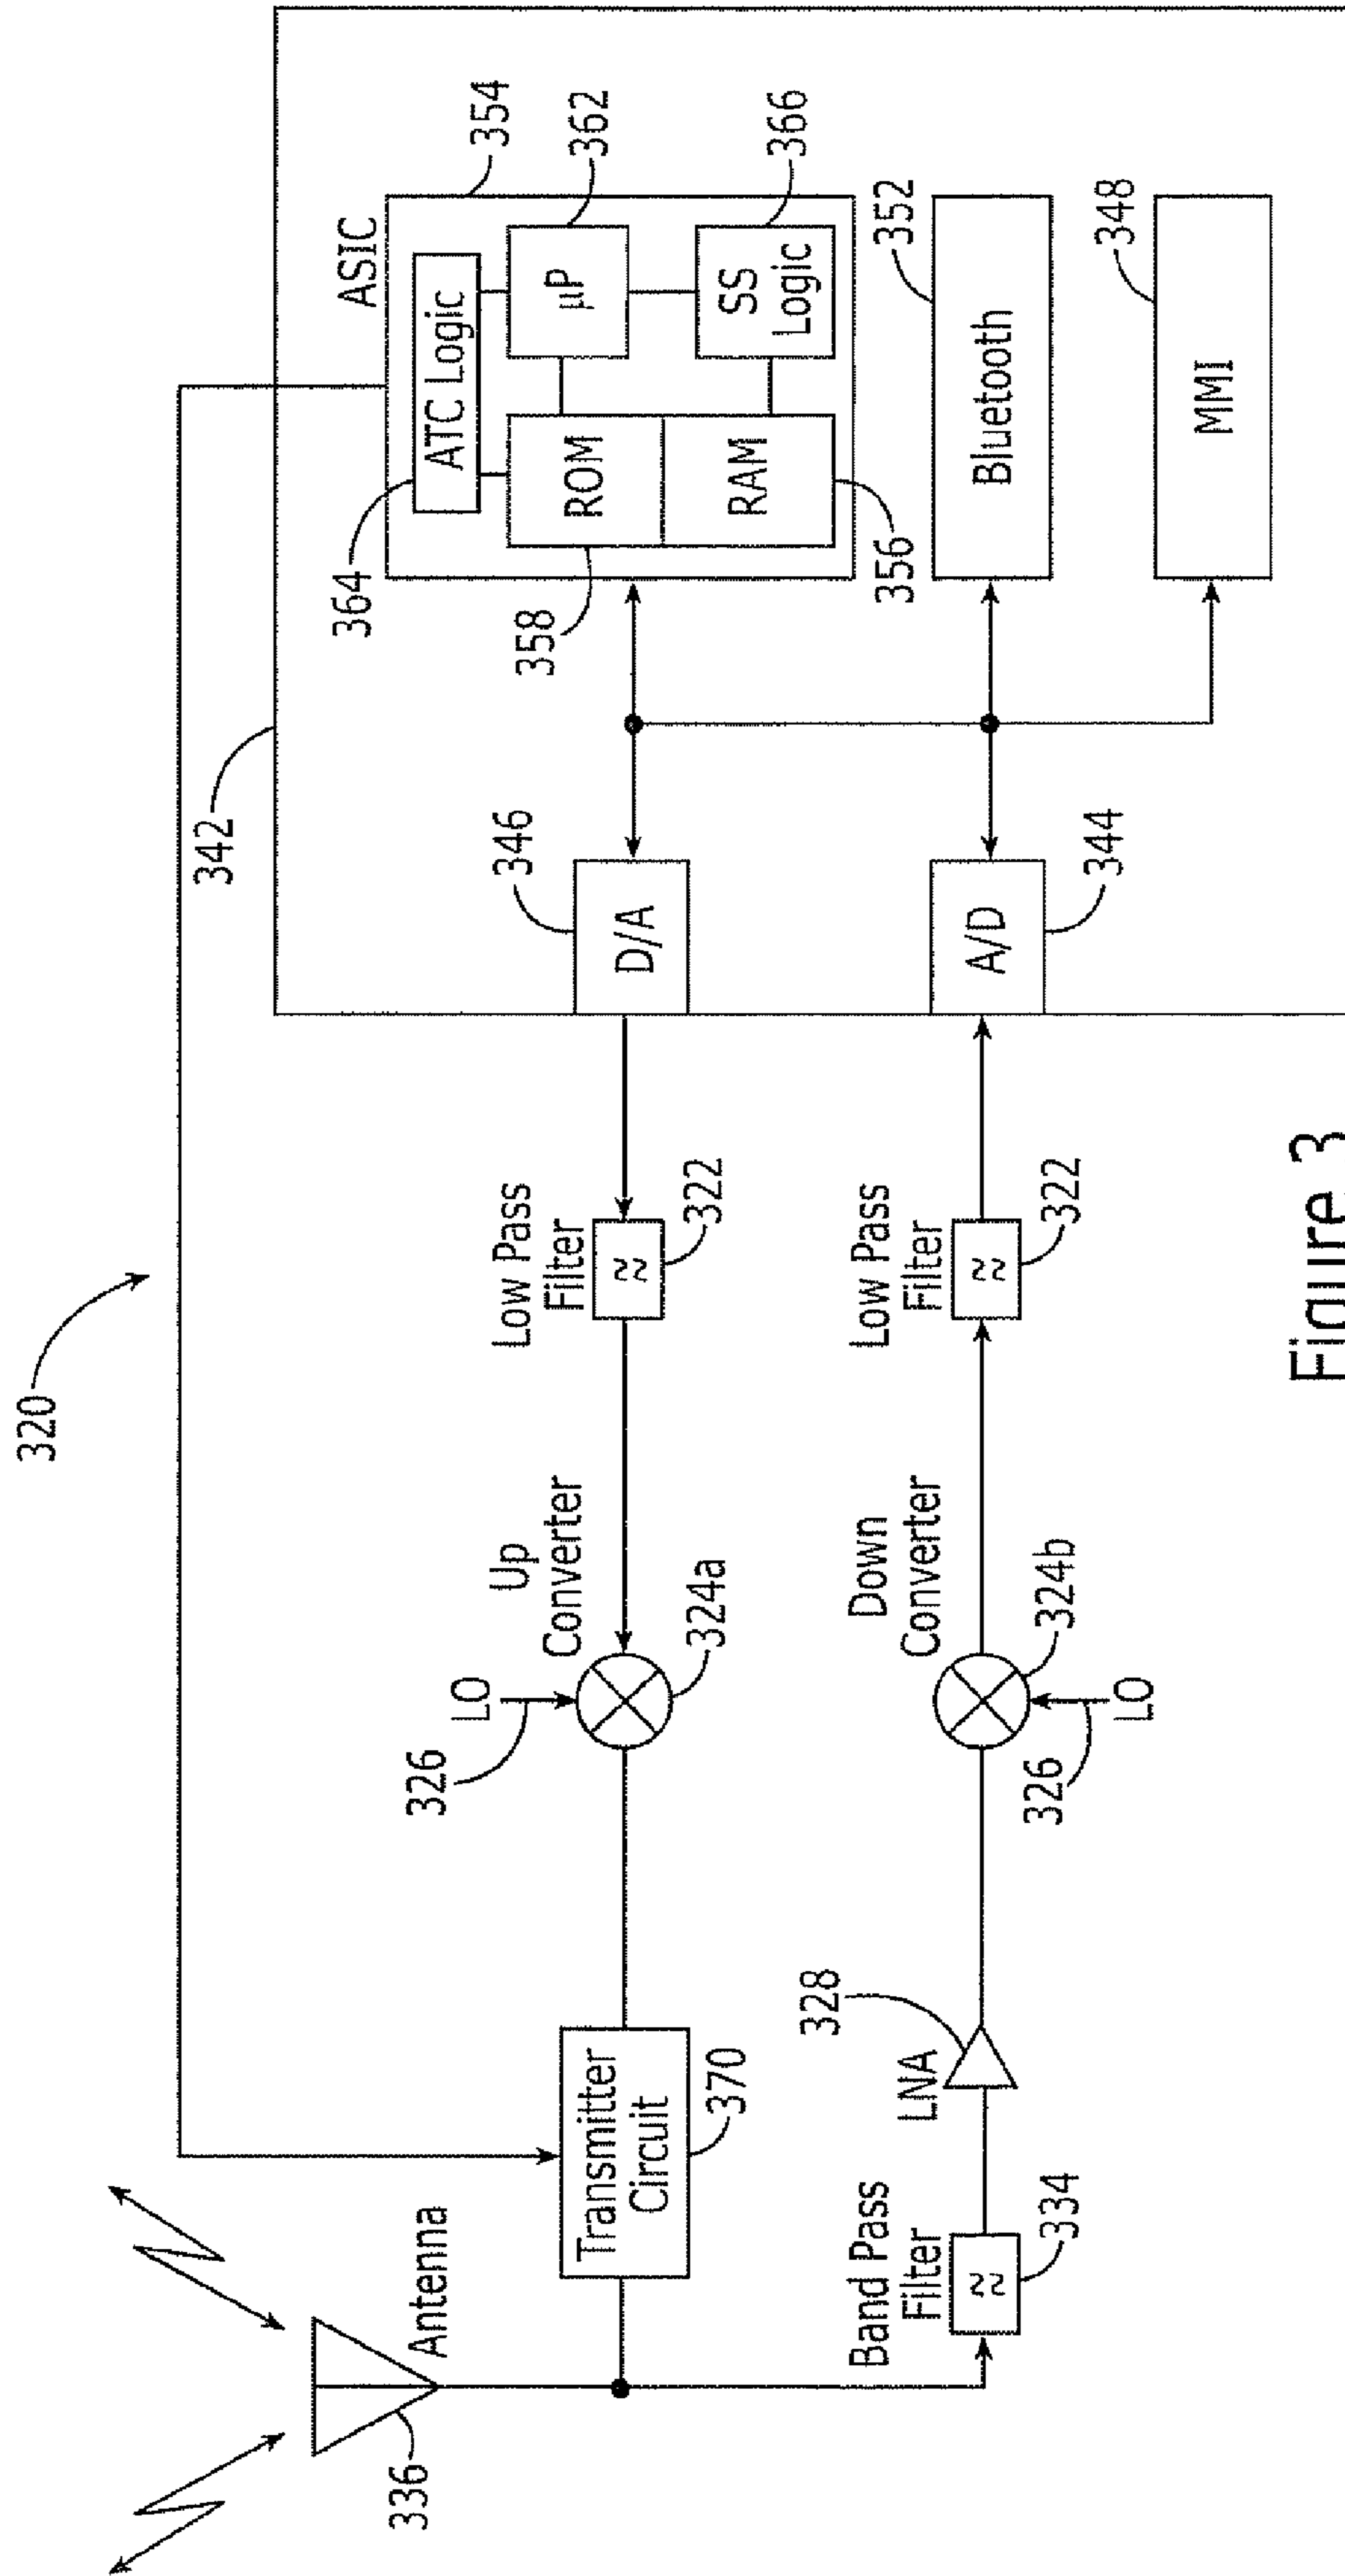 320
342
ASIC
354
364
ATC Logic
362
ROM
µP
358
RAM
SS
Logic
366
356
352
Bluetooth
348
MMI
346
D/A
344
A/D
Low Pass
Filter
322
Low Pass
Filter
322
Up
Converter
LO
326
324a
Down
Converter
324b
326
LO
336
Antenna
Transmitter
Circuit
370
Band Pass
Filter
334
LNA
328
Figure 3